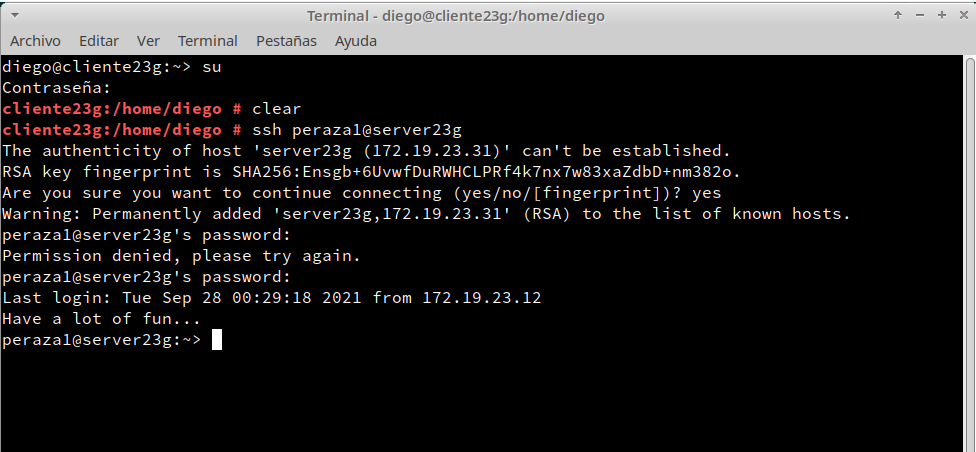 Terminal - diego@cliente23g:/home/diego
Archivo Editar Ver Terminal Pestañas Ayuda
diego@cliente23g:~> su
Contraseña:
cliente23g:/home/diego # clear
cliente23g:/home/diego # ssh peraza1@server23g
The authenticity of host 'server23g (172.19.23.31)' can't be established.
RSA key fingerprint is SHA256:Ensgb+6UvwfDuRWHCLPRf4k7nx7w83xaZdbD+nm382o.
Are you sure you want to continue connecting (yes/no/[fingerprint])? yes
Warning: Permanently added 'server23g,172.19.23.31' (RSA) to the list of known hosts.
peraza1@server23g's password:
Permission denied, please try again.
peraza1@server23g's password:
Last login: Tue Sep 28 00:29:18 2021 from 172.19.23.12
Have a lot of fun...
peraza1@server23g:~>